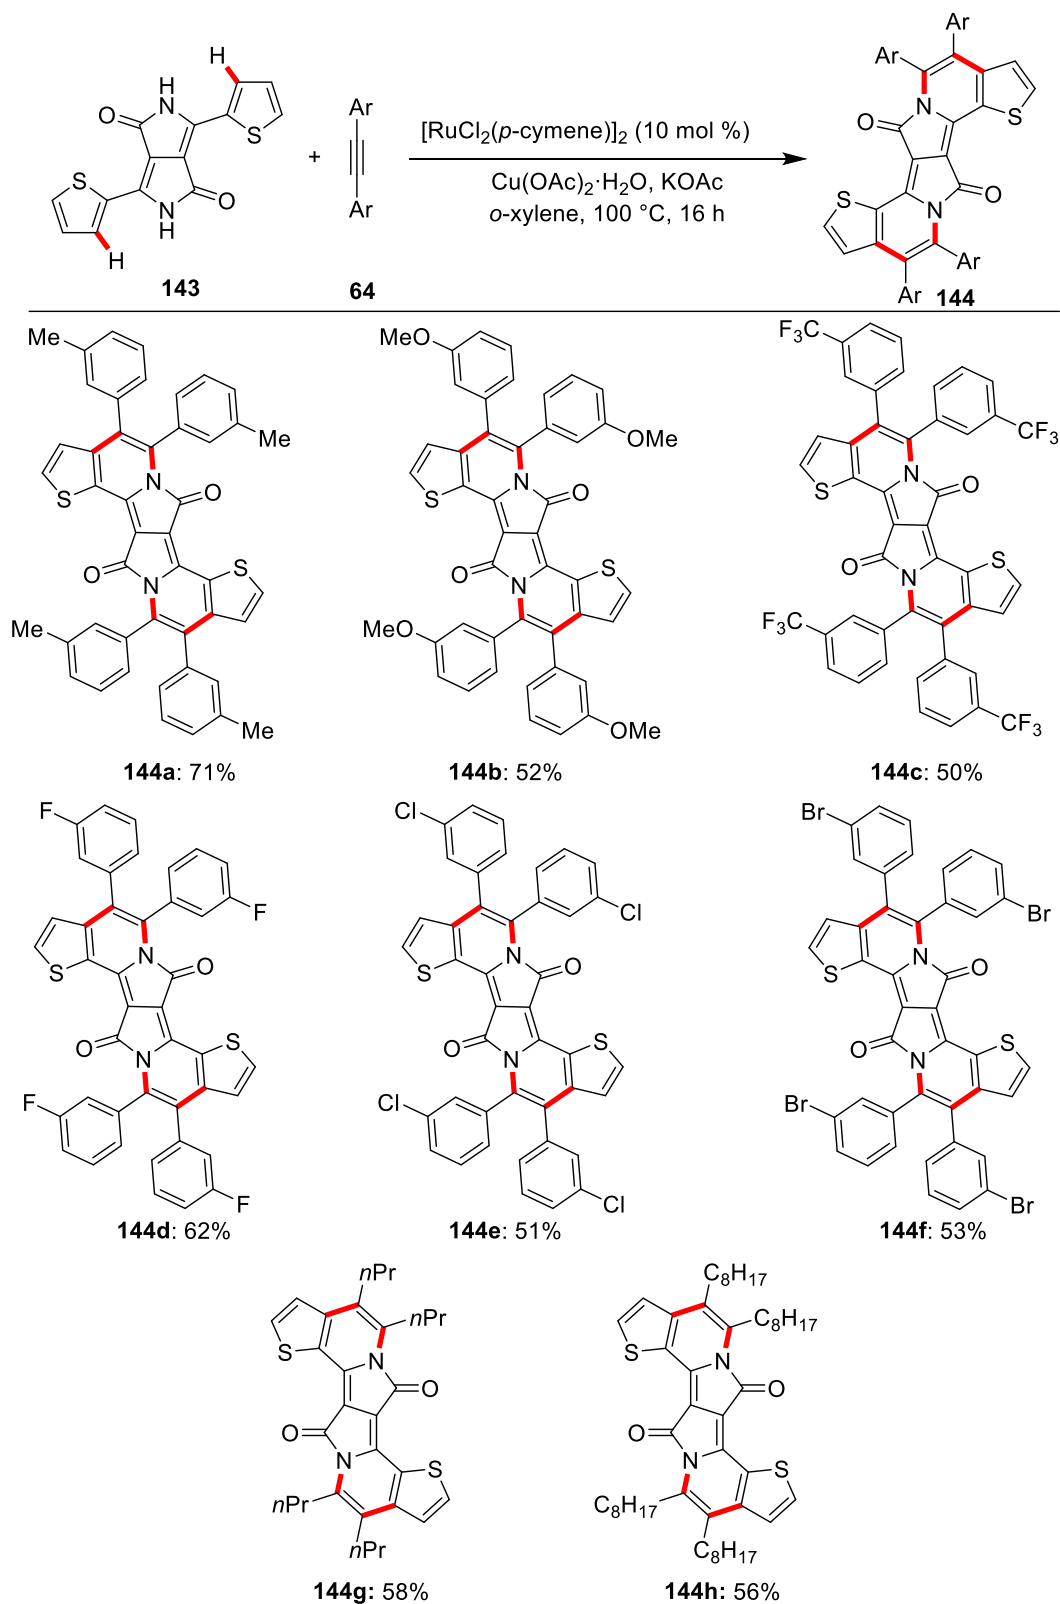 H
H
N
O
S
S
O
N
H
H
143
+
Ar
Ar
64
[RuCl2(p-cymene)]2 (10 mol %)
Cu(OAc)2·H2O, KOAc
o-xylene, 100 °C, 16 h
Ar
Ar
N
S
O
O
S
N
Ar
Ar
144
Me
Me
N
S
O
O
S
N
Me
Me
144a: 71%
MeO
OMe
N
S
O
O
S
N
MeO
OMe
144b: 52%
F3C
CF3
N
S
O
O
S
N
F3C
CF3
144c: 50%
F
F
N
S
O
O
S
N
F
F
144d: 62%
Cl
Cl
N
S
O
O
S
N
Cl
Cl
144e: 51%
Br
Br
N
S
O
O
S
N
Br
Br
144f: 53%
nPr
nPr
S
N
O
O
N
S
nPr
nPr
144g: 58%
C8H17
C8H17
S
N
O
O
N
S
C8H17
C8H17
144h: 56%